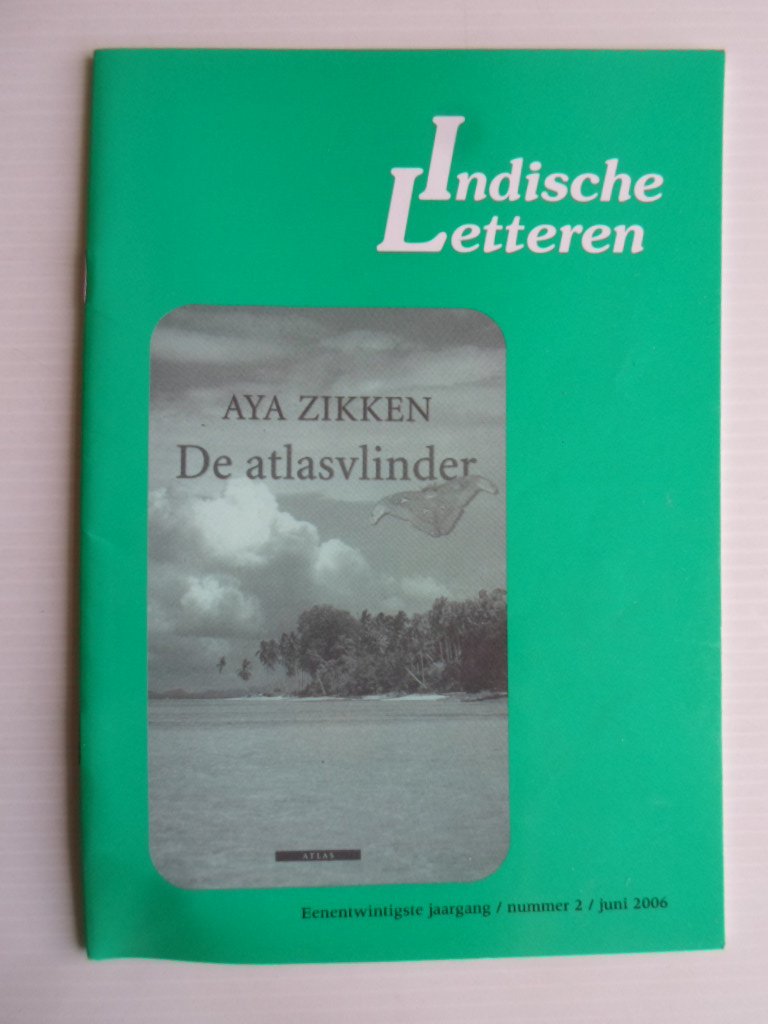 Indische
Letteren
AYA ZIKKEN
De atlasvlinder
ATLAS
Eenentwintigste jaargang / nummer 2 / juni 2006